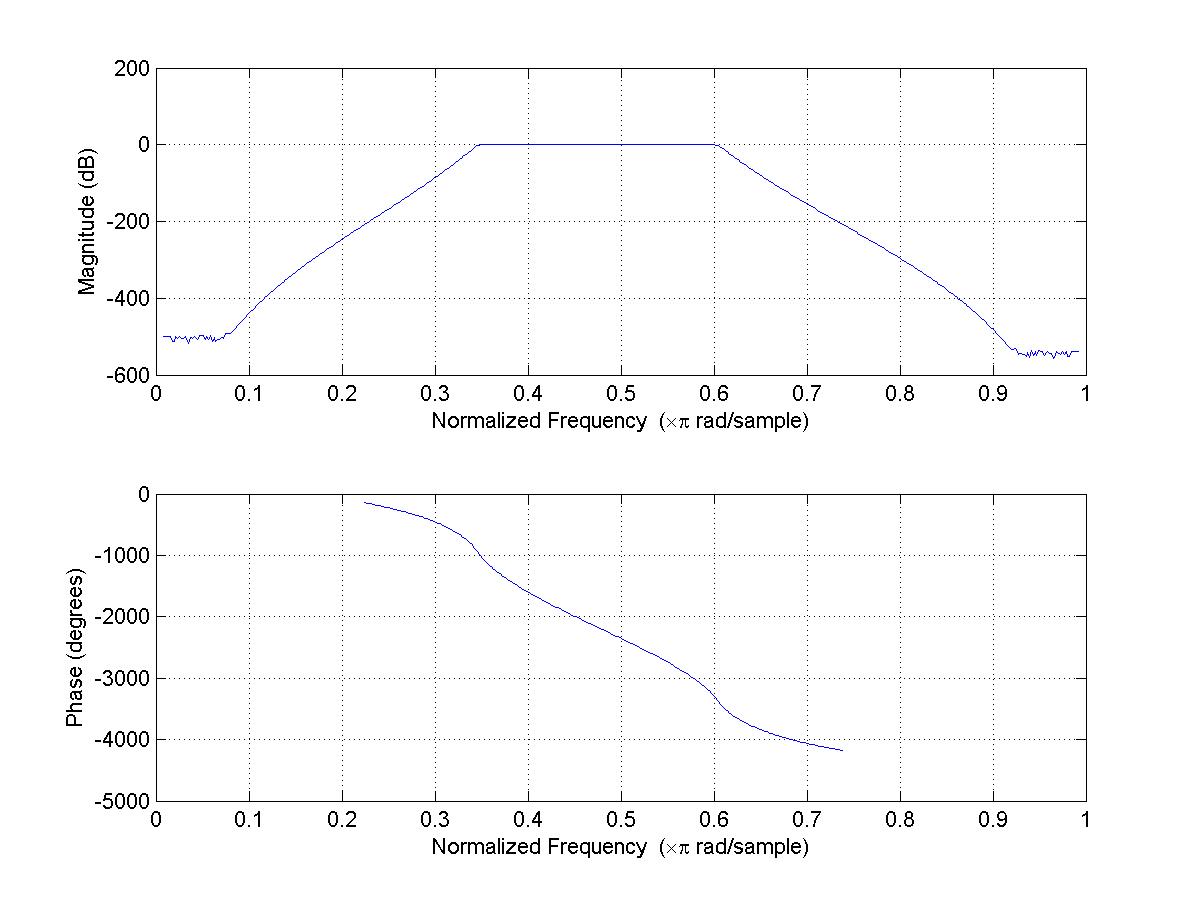 200
0
-200
-400
-600
Magnitude (dB)
0 0.1 0.2 0.3 0.4 0.5 0.6 0.7 0.8 0.9 1
Normalized Frequency (×π rad/sample)
0
-1000
-2000
-3000
-4000
-5000
Phase (degrees)
0 0.1 0.2 0.3 0.4 0.5 0.6 0.7 0.8 0.9 1
Normalized Frequency (×π rad/sample)